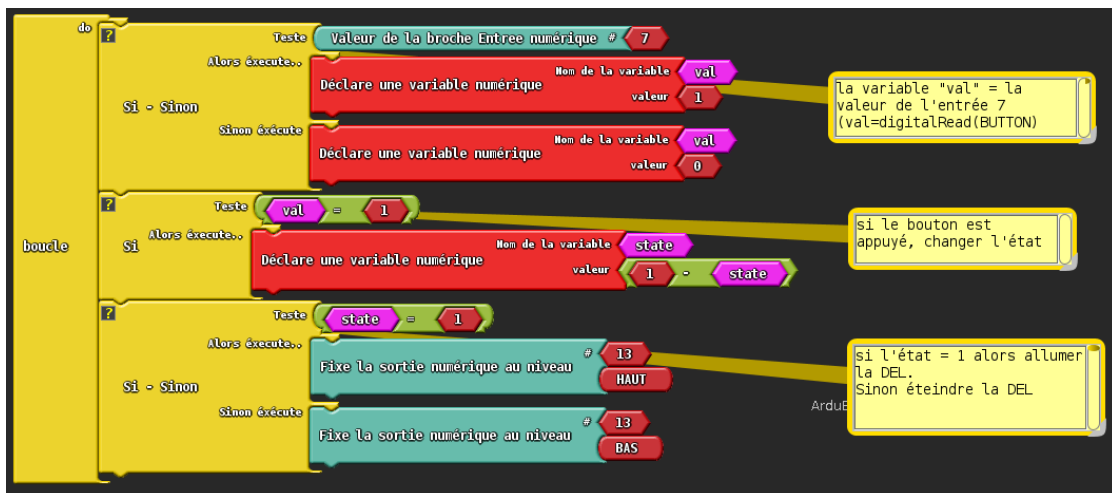 do
?
Teste
Valeur de la broche Entree numérique # 7
Alors éxecute..
Nom de la variable val
Déclare une variable numérique
valeur 1
Si - Sinon
Sinon éxécute
Nom de la variable val
Déclare une variable numérique
valeur 0
la variable "val" = la
valeur de l'entrée 7
(val=digitalRead(BUTTON)
boucle
?
Teste
val = 1
Si
Alors éxecute..
Nom de la variable state
Déclare une variable numérique
valeur 1 - state
si le bouton est
appuyé, changer l'état
?
Teste
state = 1
Alors éxecute..
# 13
Fixe la sortie numérique au niveau
HAUT
Si - Sinon
Sinon éxécute
# 13
Fixe la sortie numérique au niveau
BAS
si l'état = 1 alors allumer
la DEL.
Sinon éteindre la DEL